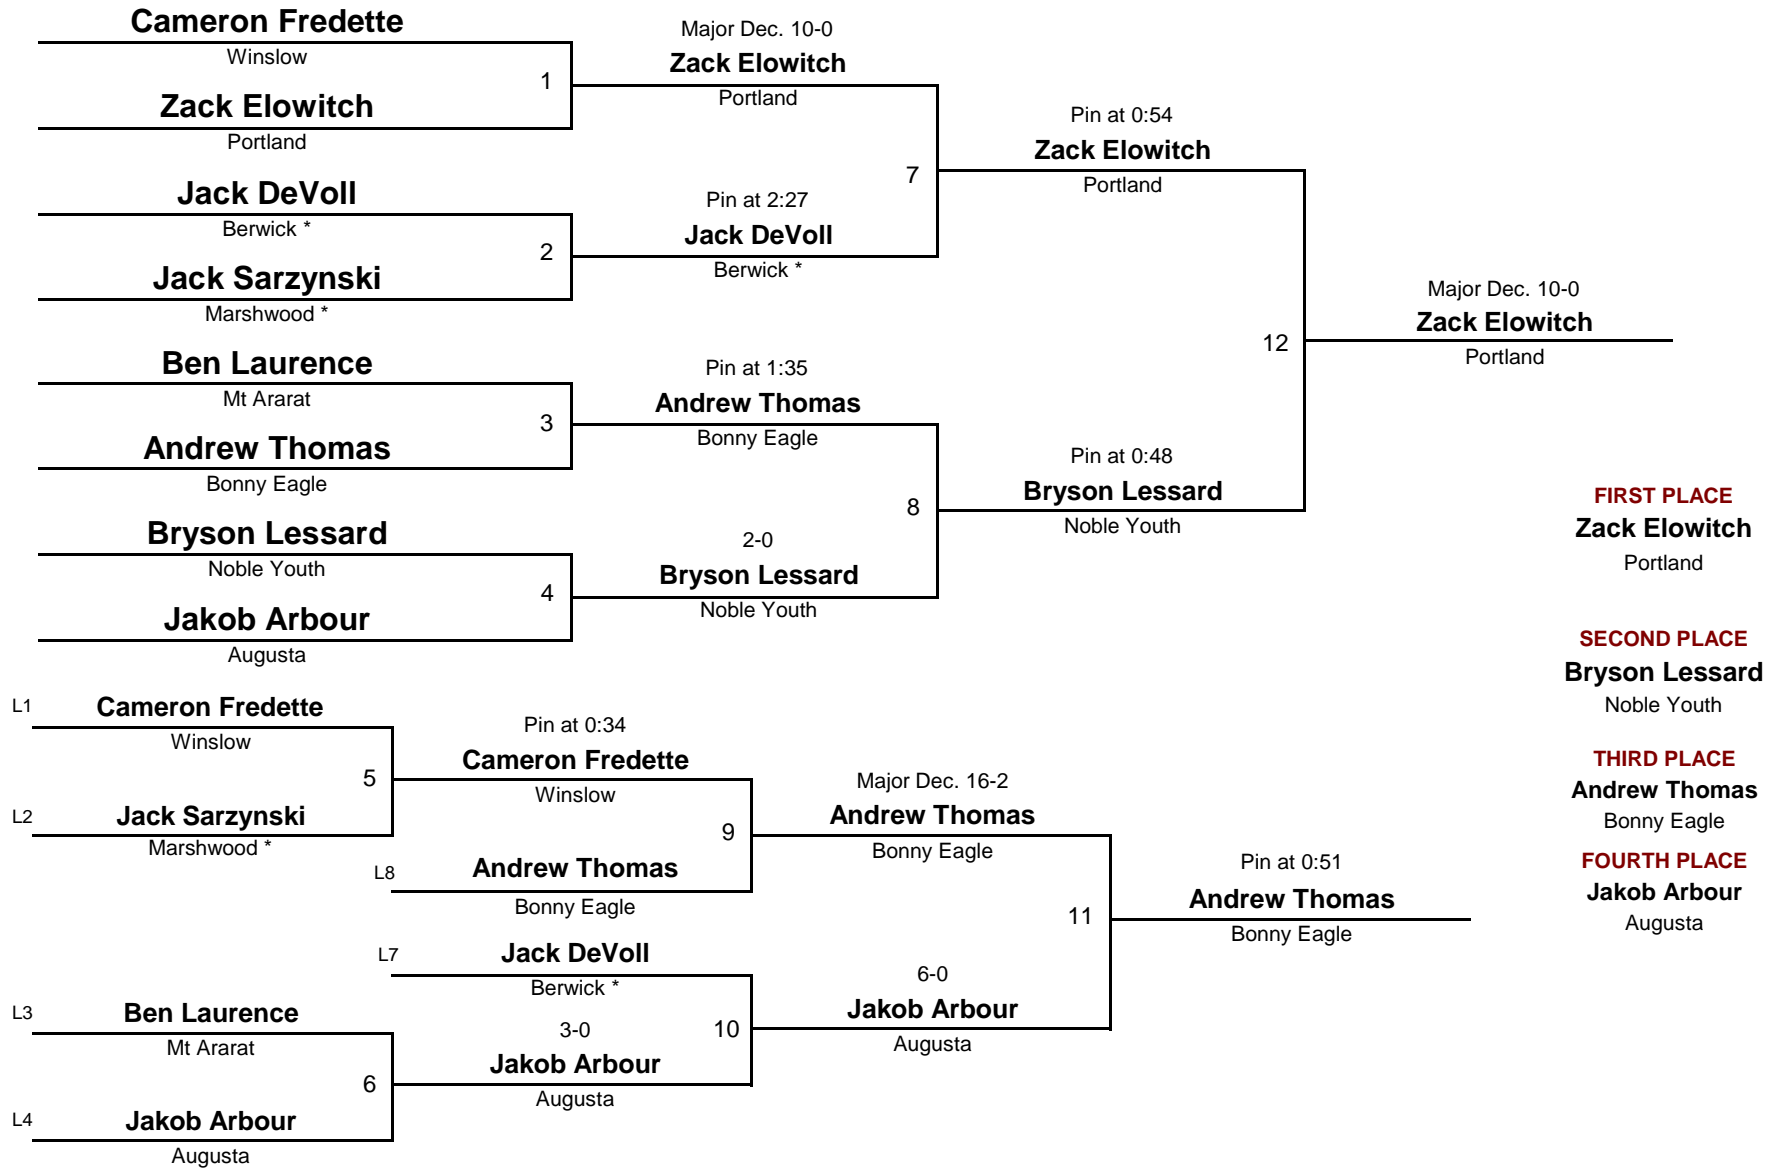 Cameron Fredette
Winslow
1
Zack Elowitch
Portland
Major Dec. 10-0
Zack Elowitch
Portland
Jack DeVoll
Berwick *
2
Jack Sarzynski
Marshwood *
Pin at 2:27
Jack DeVoll
Berwick *
7
Pin at 0:54
Zack Elowitch
Portland
Ben Laurence
Mt Ararat
3
Andrew Thomas
Bonny Eagle
Pin at 1:35
Andrew Thomas
Bonny Eagle
Bryson Lessard
Noble Youth
4
Jakob Arbour
Augusta
2-0
Bryson Lessard
Noble Youth
8
Pin at 0:48
Bryson Lessard
Noble Youth
12
Major Dec. 10-0
Zack Elowitch
Portland
FIRST PLACE
Zack Elowitch
Portland
SECOND PLACE
Bryson Lessard
Noble Youth
THIRD PLACE
Andrew Thomas
Bonny Eagle
FOURTH PLACE
Jakob Arbour
Augusta
L1
Cameron Fredette
Winslow
5
L2
Jack Sarzynski
Marshwood *
Pin at 0:34
Cameron Fredette
Winslow
9
L8
Andrew Thomas
Bonny Eagle
Major Dec. 16-2
Andrew Thomas
Bonny Eagle
L7
Jack DeVoll
Berwick *
L3
Ben Laurence
Mt Ararat
6
L4
Jakob Arbour
Augusta
3-0
Jakob Arbour
Augusta
10
6-0
Jakob Arbour
Augusta
11
Pin at 0:51
Andrew Thomas
Bonny Eagle